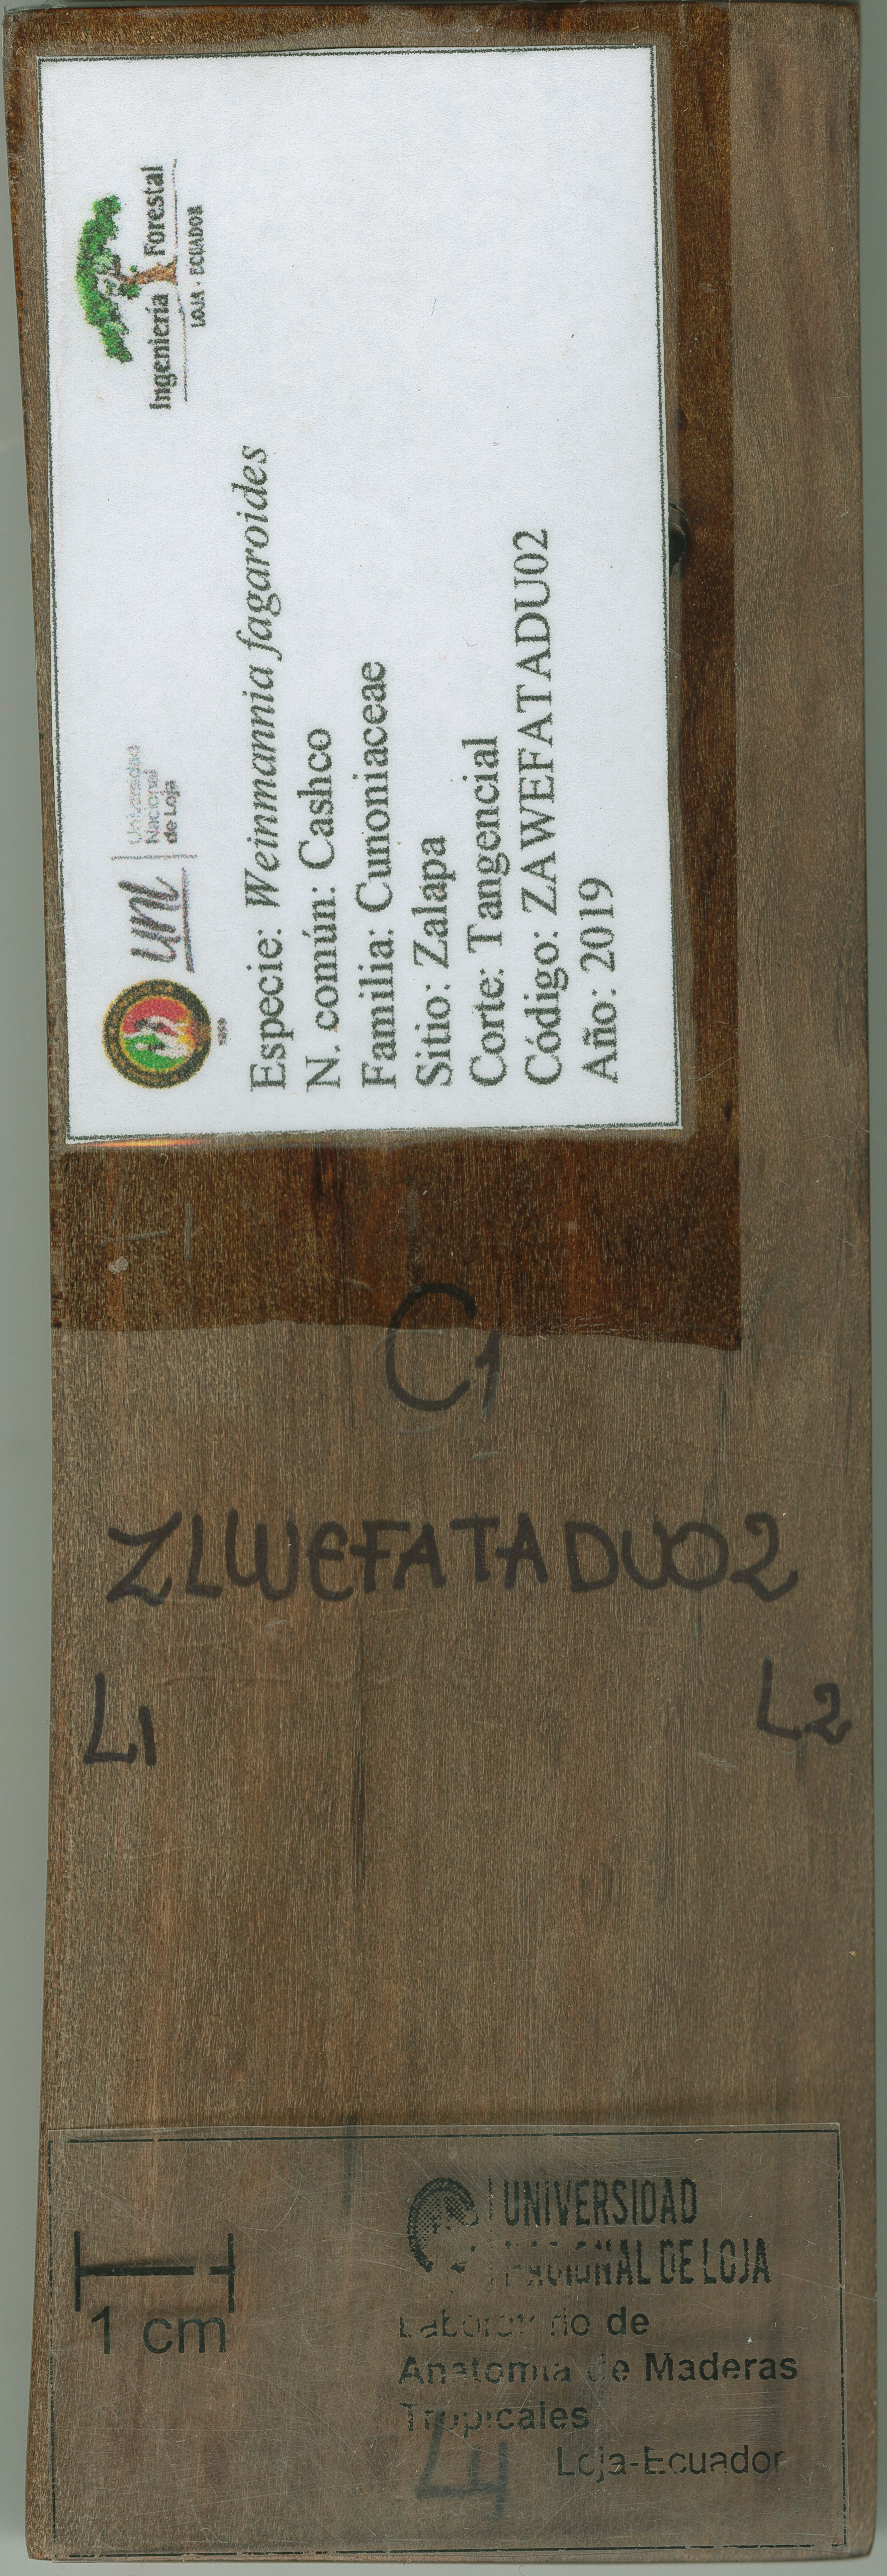 unl
Universidad
Nacional
de Loja
Ingeniería Forestal
LOJA - ECUADOR
Especie: Weinmannia fagaroides
N. común: Cashco
Familia: Cunoniaceae
Sitio: Zalapa
Corte: Tangencial
Código: ZAWEFATADU02
Año: 2019
C1
ZLWEFATADU02
L1
L2
UNIVERSIDAD
NACIONAL DE LOJA
1 cm
Laboratorio de
Anatomía de Maderas
Tropicales
Loja-Ecuador